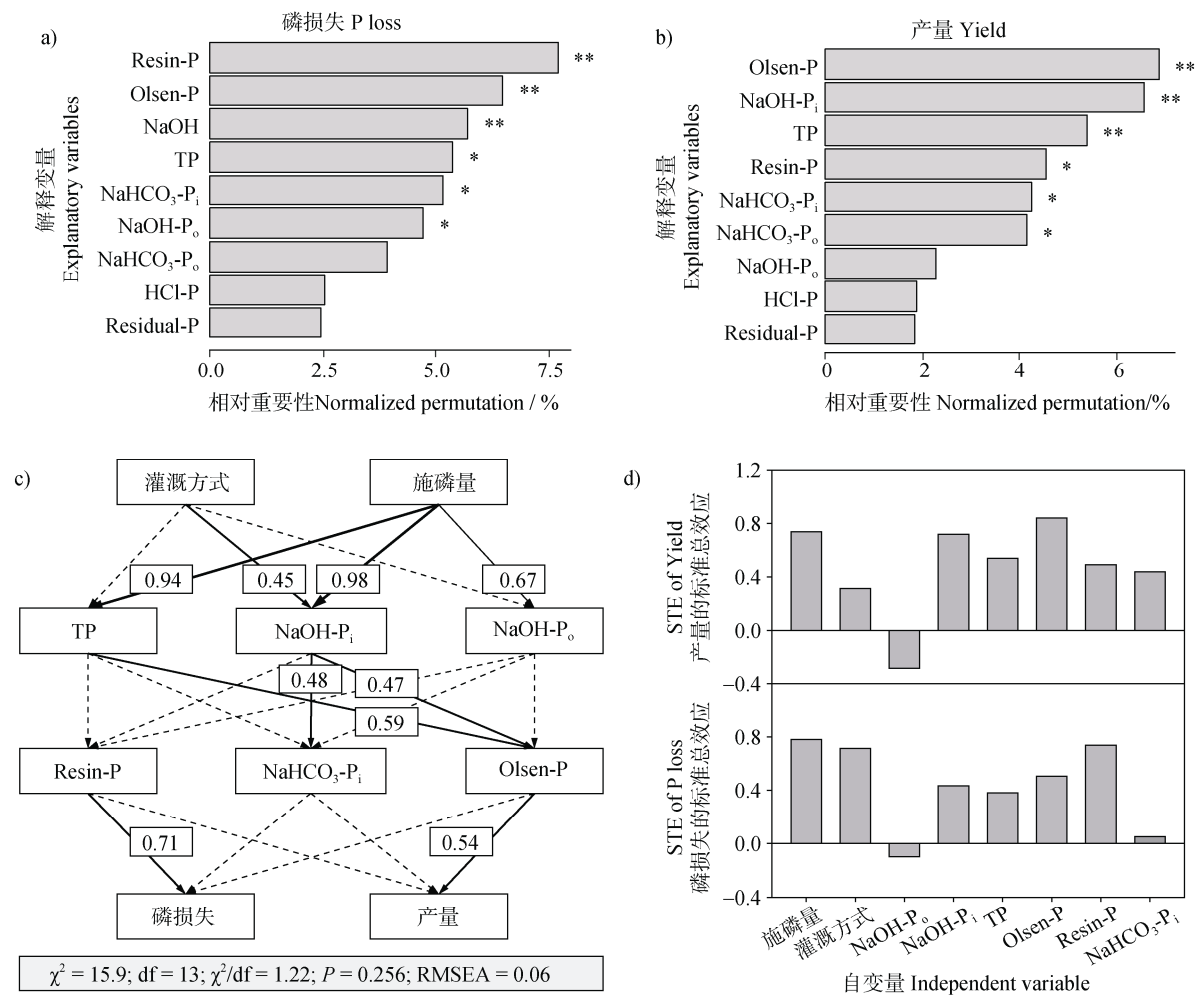 a)
磷损失 P loss
解释变量
Explanatory variables
Resin-P
**
Olsen-P
**
NaOH
**
TP
*
NaHCO₃-Pᵢ
*
NaOH-Pₒ
*
NaHCO₃-Pₒ
HCl-P
Residual-P
0.0
2.5
5.0
7.5
相对重要性Normalized permutation / %
b)
产量 Yield
解释变量
Explanatory variables
Olsen-P
**
NaOH-Pᵢ
**
TP
**
Resin-P
*
NaHCO₃-Pᵢ
*
NaHCO₃-Pₒ
*
NaOH-Pₒ
HCl-P
Residual-P
0
2
4
6
相对重要性 Normalized permutation/%
c)
灌溉方式
施磷量
0.94
0.45
0.98
0.67
TP
NaOH-Pᵢ
NaOH-Pₒ
0.48
0.47
0.59
Resin-P
NaHCO₃-Pᵢ
Olsen-P
0.71
0.54
磷损失
产量
χ² = 15.9; df = 13; χ²/df = 1.22; P = 0.256; RMSEA = 0.06
d)
STE of Yield
产量的标准总效应
1.2
0.8
0.4
0.0
–0.4
STE of P loss
磷损失的标准总效应
0.8
0.4
0.0
–0.4
施磷量
灌溉方式
NaOH-Pₒ
NaOH-Pᵢ
TP
Olsen-P
Resin-P
NaHCO₃-Pᵢ
自变量 Independent variable